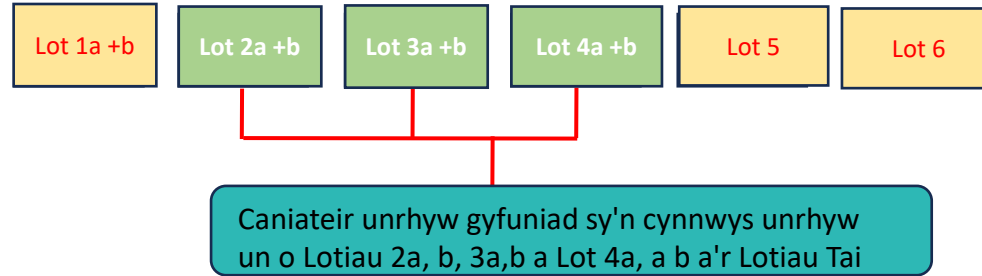 Lot 1a +b
Lot 2a +b
Lot 3a +b
Lot 4a +b
Lot 5
Lot 6
Caniateir unrhyw gyfuniad sy'n cynnwys unrhyw
un o Lotiau 2a, b, 3a,b a Lot 4a, a b a'r Lotiau Tai